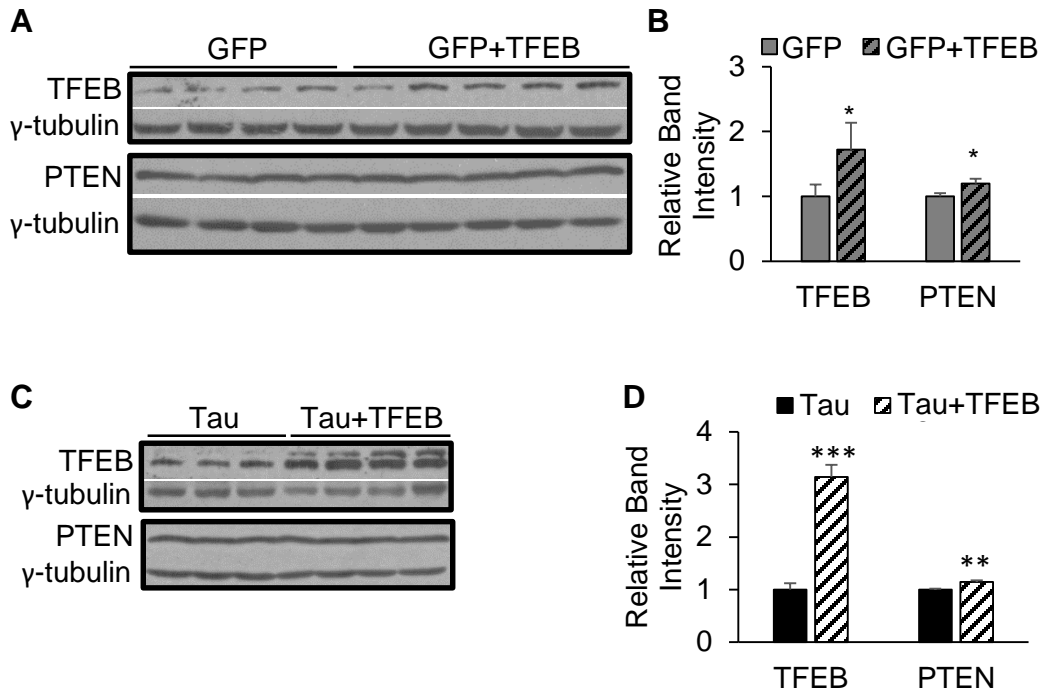 A
GFP GFP+TFEB
TFEB
γ-tubulin
PTEN
γ-tubulin
B
GFP GFP+TFEB
Relative Band
Intensity
3
2
1
0
*
*
TFEB PTEN
C
Tau Tau+TFEB
TFEB
γ-tubulin
PTEN
γ-tubulin
D
Tau Tau+TFEB
Relative Band
Intensity
4
3
2
1
0
***
**
TFEB PTEN